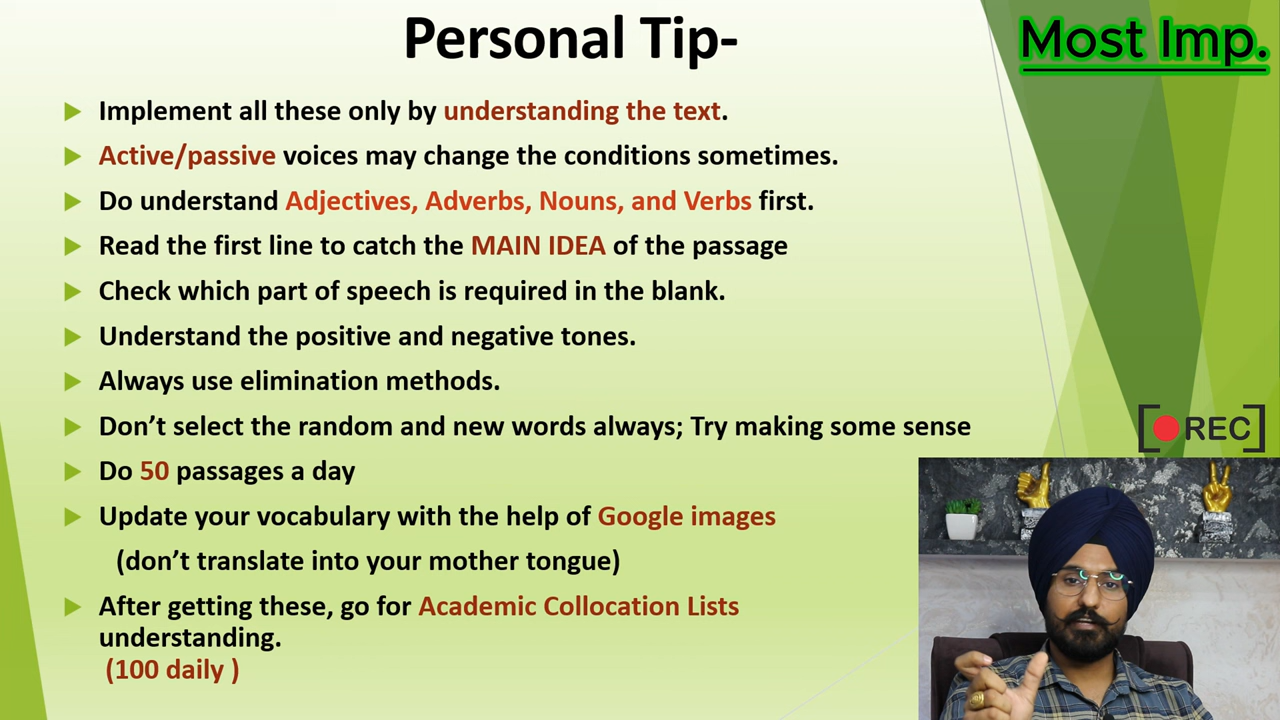 Personal Tip-
Most Imp.
Implement all these only by understanding the text.
Active/passive voices may change the conditions sometimes.
Do understand Adjectives, Adverbs, Nouns, and Verbs first.
Read the first line to catch the MAIN IDEA of the passage
Check which part of speech is required in the blank.
Understand the positive and negative tones.
Always use elimination methods.
Don’t select the random and new words always; Try making some sense
REC
Do 50 passages a day
Update your vocabulary with the help of Google images
(don’t translate into your mother tongue)
After getting these, go for Academic Collocation Lists
understanding.
(100 daily )